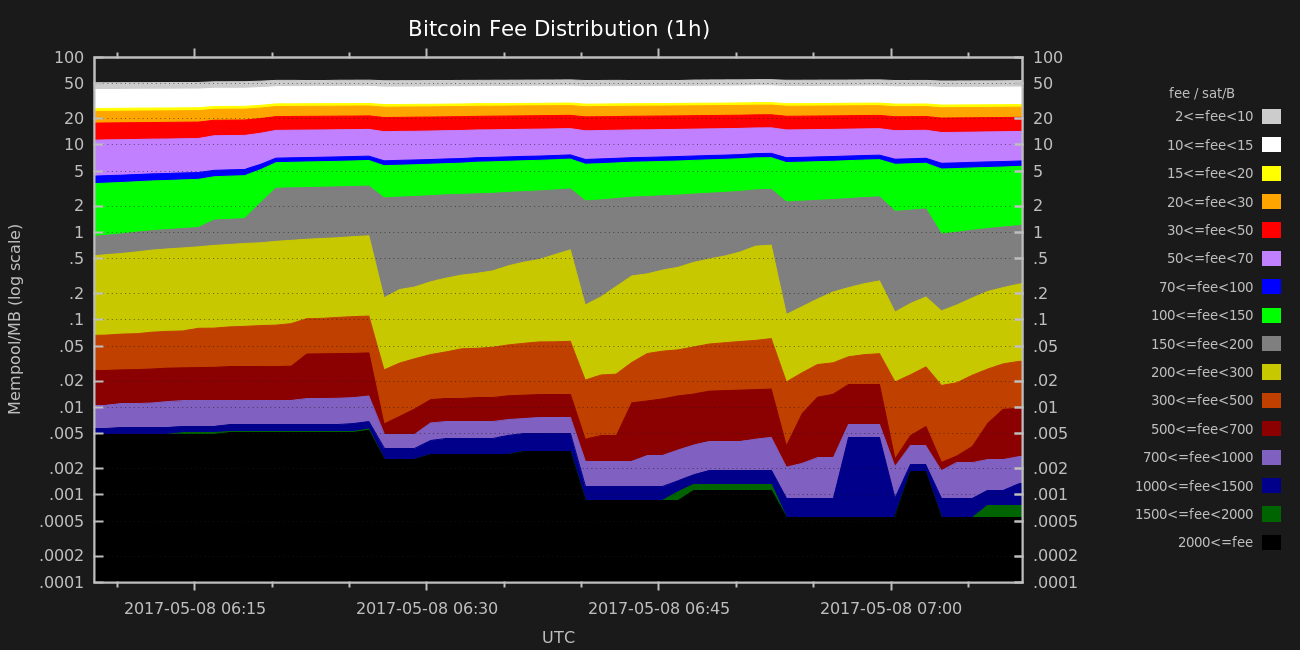 Bitcoin Fee Distribution (1h)
Mempool/MB (log scale)
100
50
20
10
5
2
1
.5
.2
.1
.05
.02
.01
.005
.002
.001
.0005
.0002
.0001
100
50
20
10
5
2
1
.5
.2
.1
.05
.02
.01
.005
.002
.001
.0005
.0002
.0001
2017-05-08 06:15
2017-05-08 06:30
2017-05-08 06:45
2017-05-08 07:00
UTC
fee / sat/B
2<=fee<10
10<=fee<15
15<=fee<20
20<=fee<30
30<=fee<50
50<=fee<70
70<=fee<100
100<=fee<150
150<=fee<200
200<=fee<300
300<=fee<500
500<=fee<700
700<=fee<1000
1000<=fee<1500
1500<=fee<2000
2000<=fee